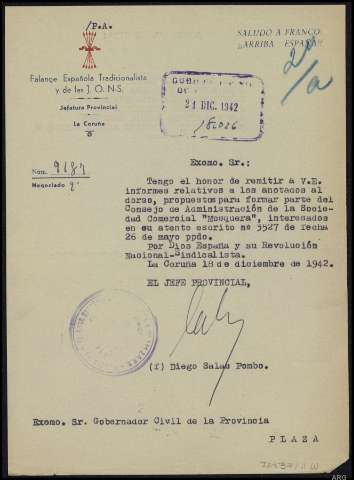 /P.A.
SALUDO A FRANCO
¡¡ARRIBA ESPAÑA!!
Falange Española Tradicionalista
y de las J. O. N-S.
Jefatura Provincial
La Coruña
21 DIC. 1942
Núm. 9187
Negociado 2º
Excmo. Sr.:
Tengo el honor de remitir a V.E.
informes relativos a los anotados al
dorso, propuestos para formar parte del
Consejo de Administración de la Socie-
dad Comercial "Mosquera", interesados
en su atento escrito nº 3527 de fecha
26 de mayo ppdo.
Por Dios España y su Revolución
Nacional-Sindicalista.
La Coruña 18 de diciembre de 1942.
EL JEFE PROVINCIAL,
(f) Diego Salas Pombo.
Excmo. Sr. Gobernador Civil de la Provincia
P L A Z A
ARG